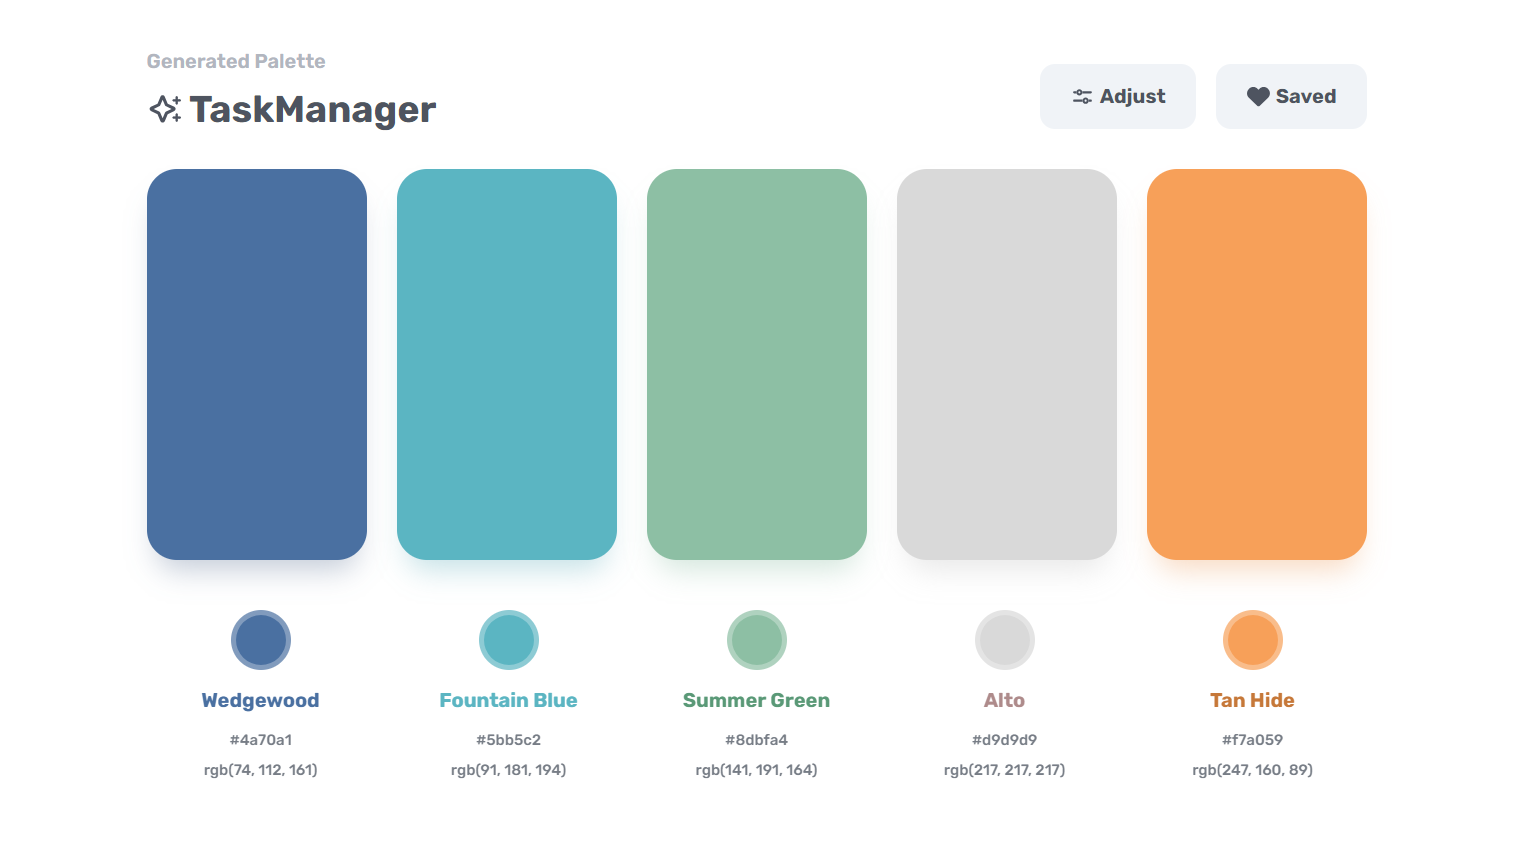 Generated Palette
TaskManager
Adjust
Saved
Wedgewood
#4a70a1
rgb(74, 112, 161)
Fountain Blue
#5bb5c2
rgb(91, 181, 194)
Summer Green
#8dbfa4
rgb(141, 191, 164)
Alto
#d9d9d9
rgb(217, 217, 217)
Tan Hide
#f7a059
rgb(247, 160, 89)